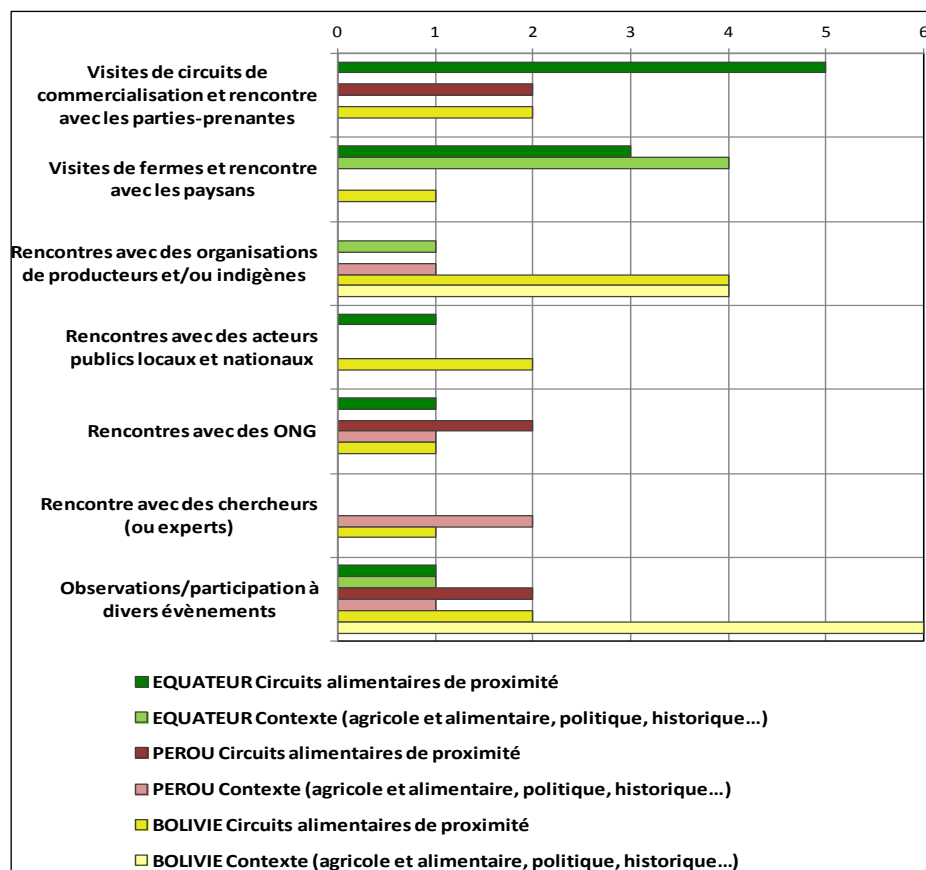 0 1 2 3 4 5 6
Visites de circuits de
commercialisation et rencontre
avec les parties-prenantes
Visites de fermes et rencontre
avec les paysans
Rencontres avec des organisations
de producteurs et/ou indigènes
Rencontres avec des acteurs
publics locaux et nationaux
Rencontres avec des ONG
Rencontre avec des chercheurs
(ou experts)
Observations/participation à
divers évènements
EQUATEUR Circuits alimentaires de proximité
EQUATEUR Contexte (agricole et alimentaire, politique, historique...)
PEROU Circuits alimentaires de proximité
PEROU Contexte (agricole et alimentaire, politique, historique...)
BOLIVIE Circuits alimentaires de proximité
BOLIVIE Contexte (agricole et alimentaire, politique, historique...)